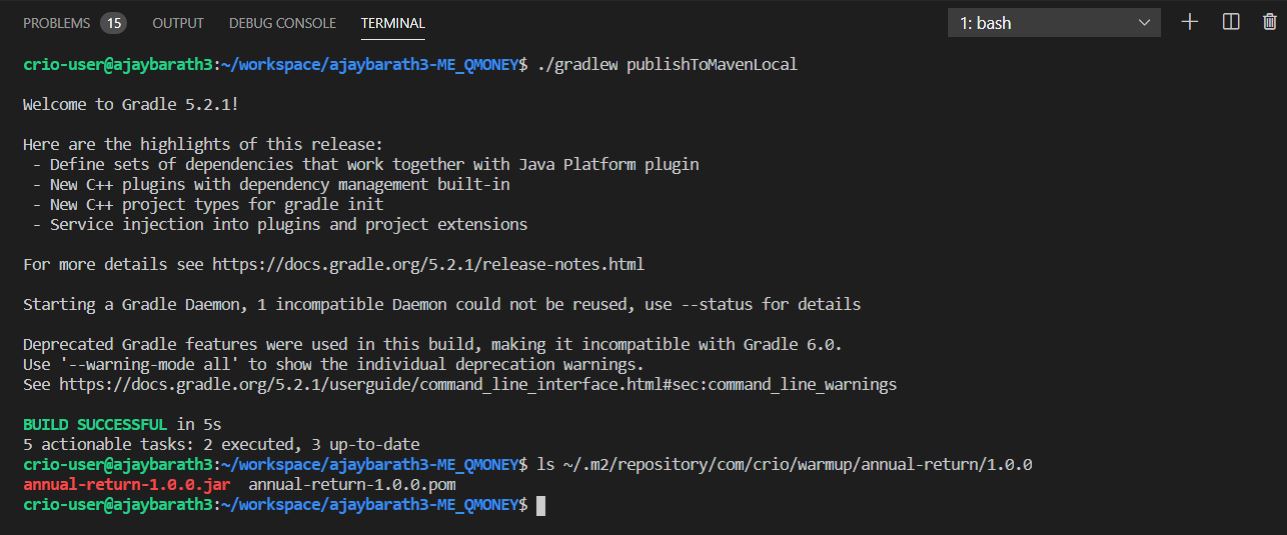 PROBLEMS 15 OUTPUT DEBUG CONSOLE TERMINAL 1: bash
crio-user@ajaybarath3:~/workspace/ajaybarath3-ME_QMONEY$ ./gradlew publishToMavenLocal
Welcome to Gradle 5.2.1!
Here are the highlights of this release:
- Define sets of dependencies that work together with Java Platform plugin
- New C++ plugins with dependency management built-in
- New C++ project types for gradle init
- Service injection into plugins and project extensions
For more details see https://docs.gradle.org/5.2.1/release-notes.html
Starting a Gradle Daemon, 1 incompatible Daemon could not be reused, use --status for details
Deprecated Gradle features were used in this build, making it incompatible with Gradle 6.0.
Use '--warning-mode all' to show the individual deprecation warnings.
See https://docs.gradle.org/5.2.1/userguide/command_line_interface.html#sec:command_line_warnings
BUILD SUCCESSFUL in 5s
5 actionable tasks: 2 executed, 3 up-to-date
crio-user@ajaybarath3:~/workspace/ajaybarath3-ME_QMONEY$ ls ~/.m2/repository/com/crio/warmup/annual-return/1.0.0
annual-return-1.0.0.jar annual-return-1.0.0.pom
crio-user@ajaybarath3:~/workspace/ajaybarath3-ME_QMONEY$